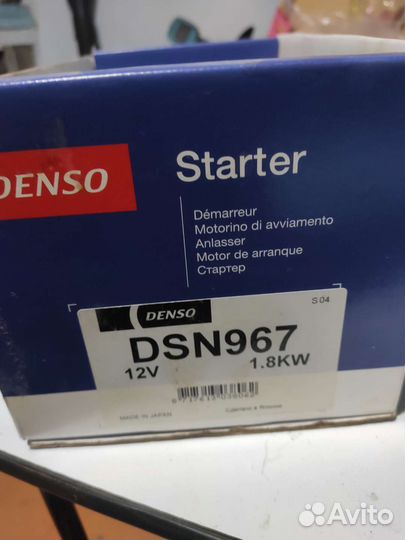 DENSO
Starter
Démarreur
Motorino di avviamento
Anlasser
Motor de arranque
Стартер
S 04
DENSO
DSN967
12V 1.8KW
MADE IN JAPAN
Avito